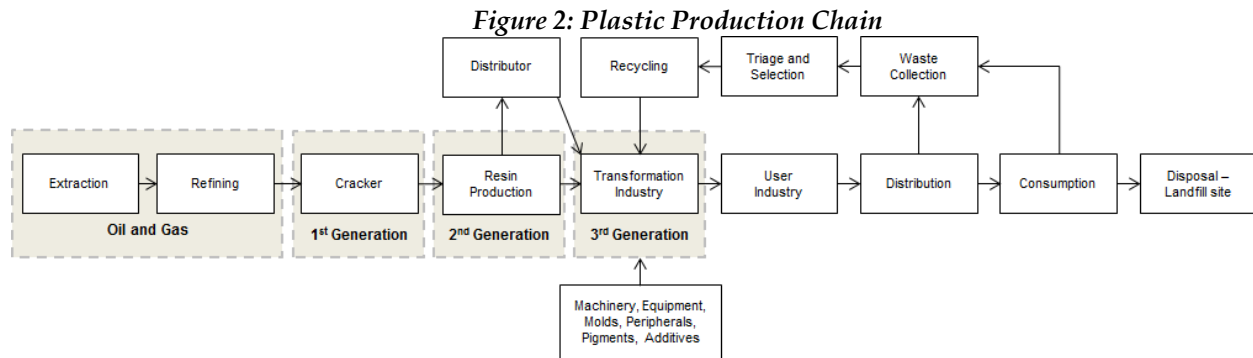 Figure 2: Plastic Production Chain
Distributor
Recycling
Triage and
Selection
Waste
Collection
Extraction
Refining
Cracker
Resin
Production
Transformation
Industry
User
Industry
Distribution
Consumption
Disposal –
Landfill site
Oil and Gas
1st Generation
2nd Generation
3rd Generation
Machinery, Equipment,
Molds, Peripherals,
Pigments, Additives